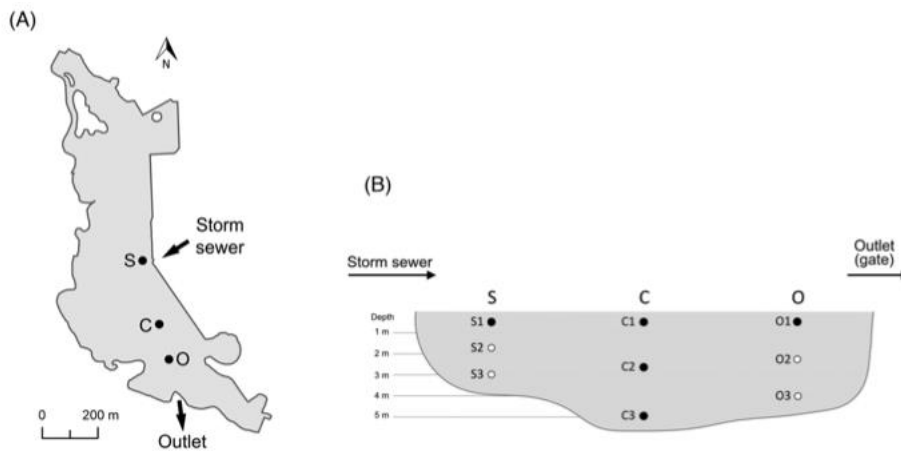 (A)
N
Storm
sewer
S
C
O
0 200 m
Outlet
(B)
Storm sewer
Outlet
(gate)
S C O
Depth
1 m
2 m
3 m
4 m
5 m
S1 C1 O1
S2
S3
C2
O2
O3
C3